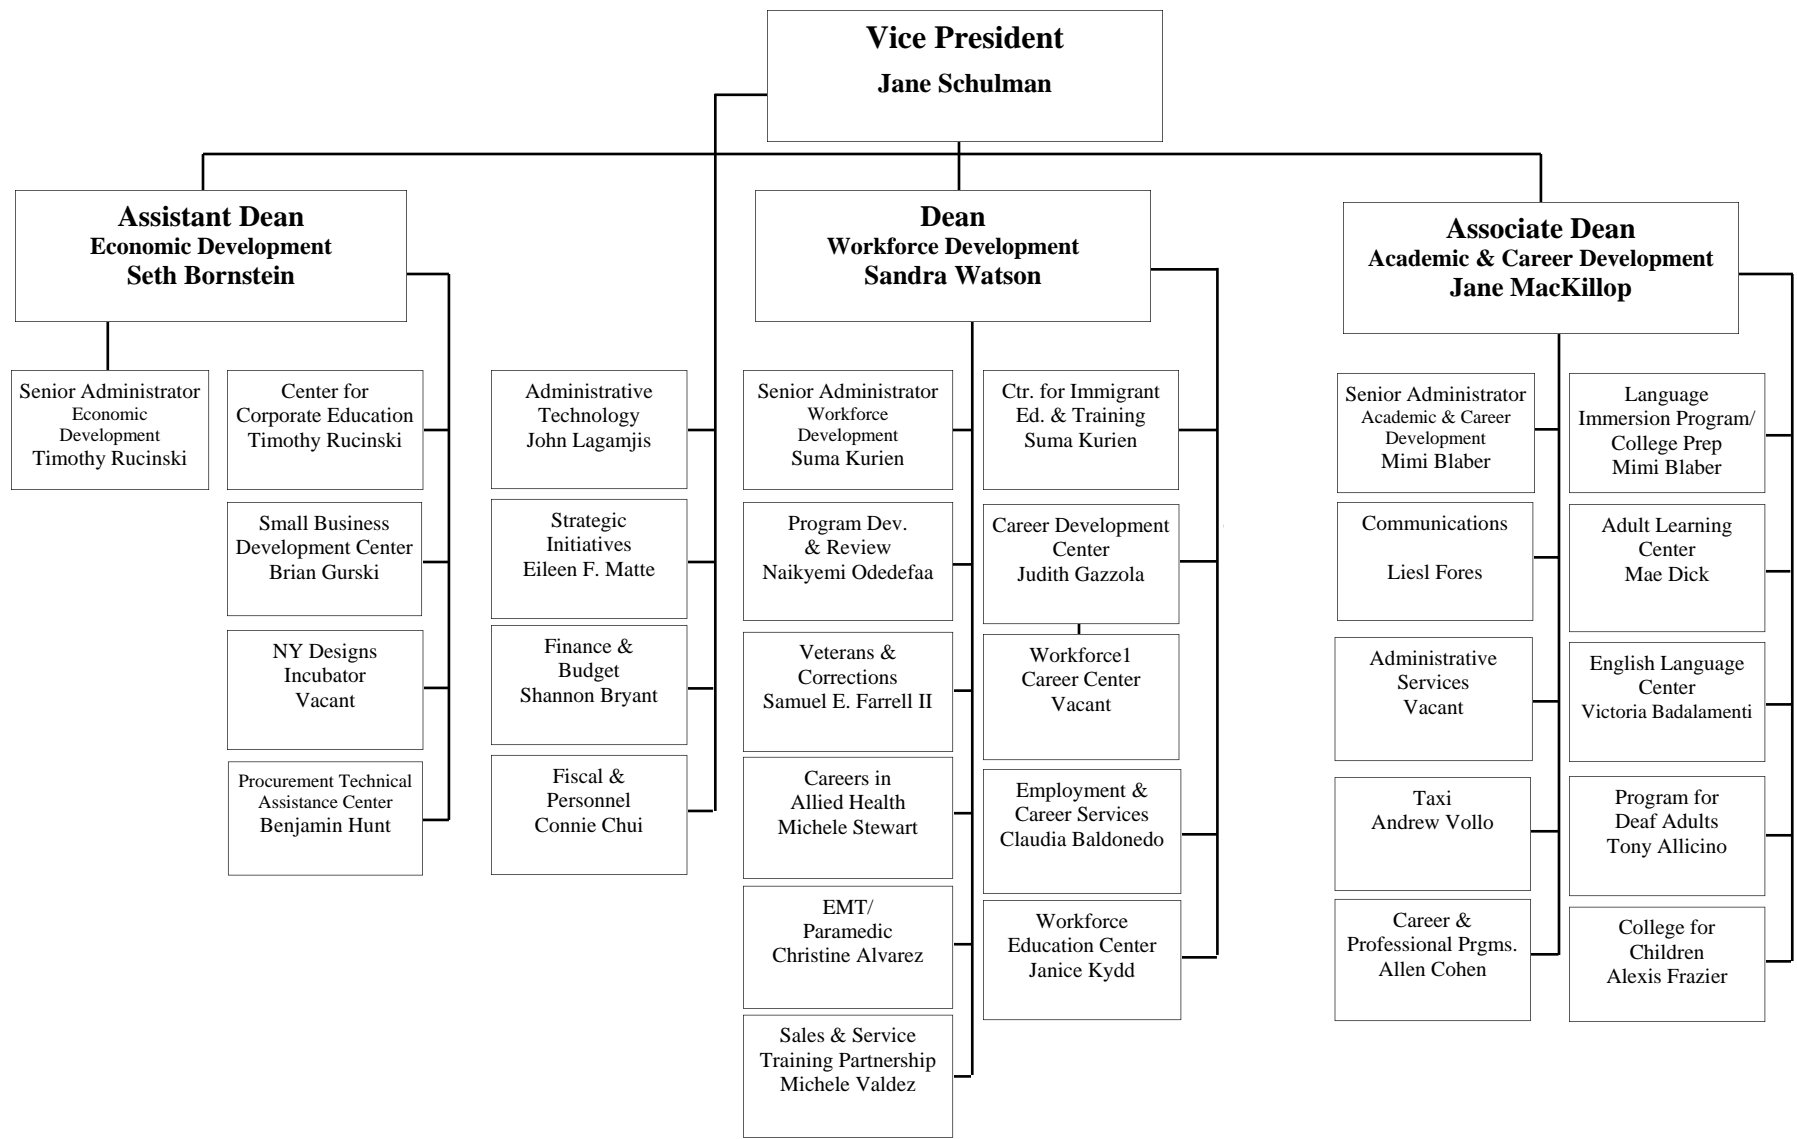 Vice President
Jane Schulman
Assistant Dean
Economic Development
Seth Bornstein
Dean
Workforce Development
Sandra Watson
Associate Dean
Academic & Career Development
Jane MacKillop
Senior Administrator
Economic
Development
Timothy Rucinski
Center for
Corporate Education
Timothy Rucinski
Small Business
Development Center
Brian Gurski
NY Designs
Incubator
Vacant
Procurement Technical
Assistance Center
Benjamin Hunt
Administrative
Technology
John Lagamjis
Strategic
Initiatives
Eileen F. Matte
Finance &
Budget
Shannon Bryant
Fiscal &
Personnel
Connie Chui
Senior Administrator
Workforce
Development
Suma Kurien
Program Dev.
& Review
Naikyemi Odedefaa
Veterans &
Corrections
Samuel E. Farrell II
Careers in
Allied Health
Michele Stewart
EMT/
Paramedic
Christine Alvarez
Sales & Service
Training Partnership
Michele Valdez
Ctr. for Immigrant
Ed. & Training
Suma Kurien
Career Development
Center
Judith Gazzola
Workforce1
Career Center
Vacant
Employment &
Career Services
Claudia Baldonedo
Workforce
Education Center
Janice Kydd
Senior Administrator
Academic & Career
Development
Mimi Blaber
Communications
Liesl Fores
Administrative
Services
Vacant
Taxi
Andrew Vollo
Career &
Professional Prgms.
Allen Cohen
Language
Immersion Program/
College Prep
Mimi Blaber
Adult Learning
Center
Mae Dick
English Language
Center
Victoria Badalamenti
Program for
Deaf Adults
Tony Allicino
College for
Children
Alexis Frazier